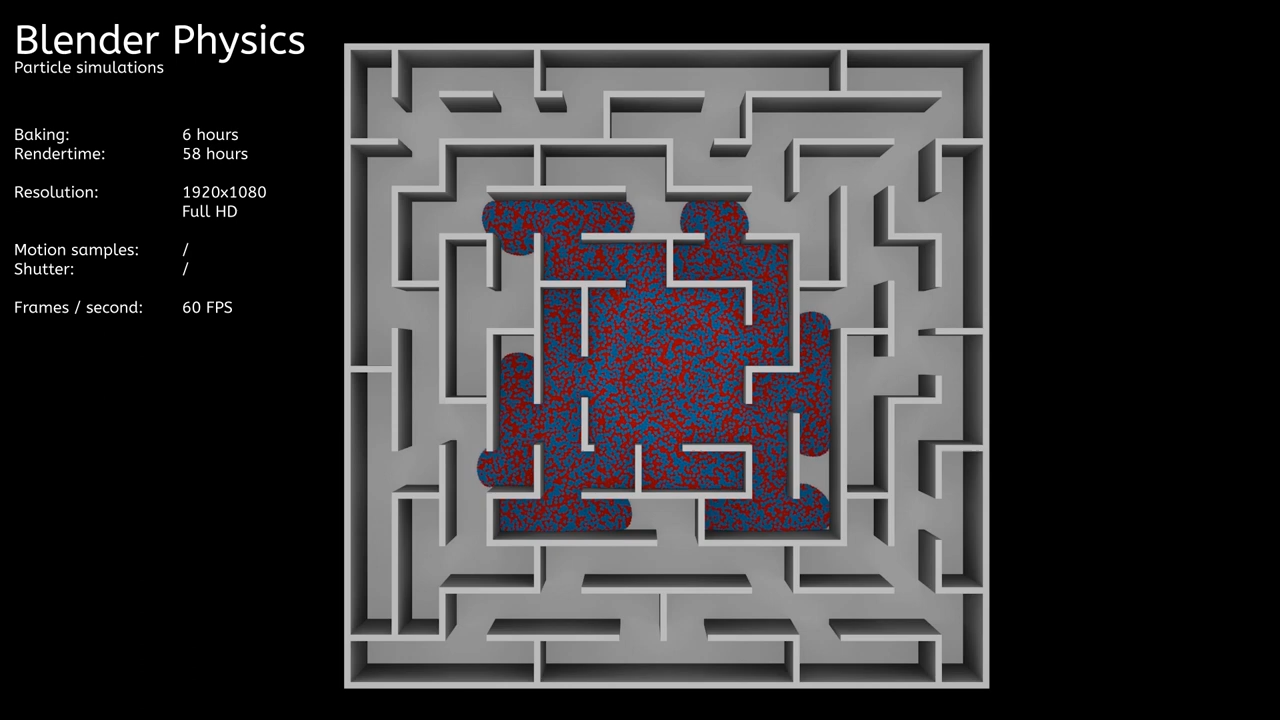 Blender Physics
Particle simulations
Baking: 6 hours
Rendertime: 58 hours
Resolution: 1920x1080
Full HD
Motion samples: /
Shutter: /
Frames / second: 60 FPS